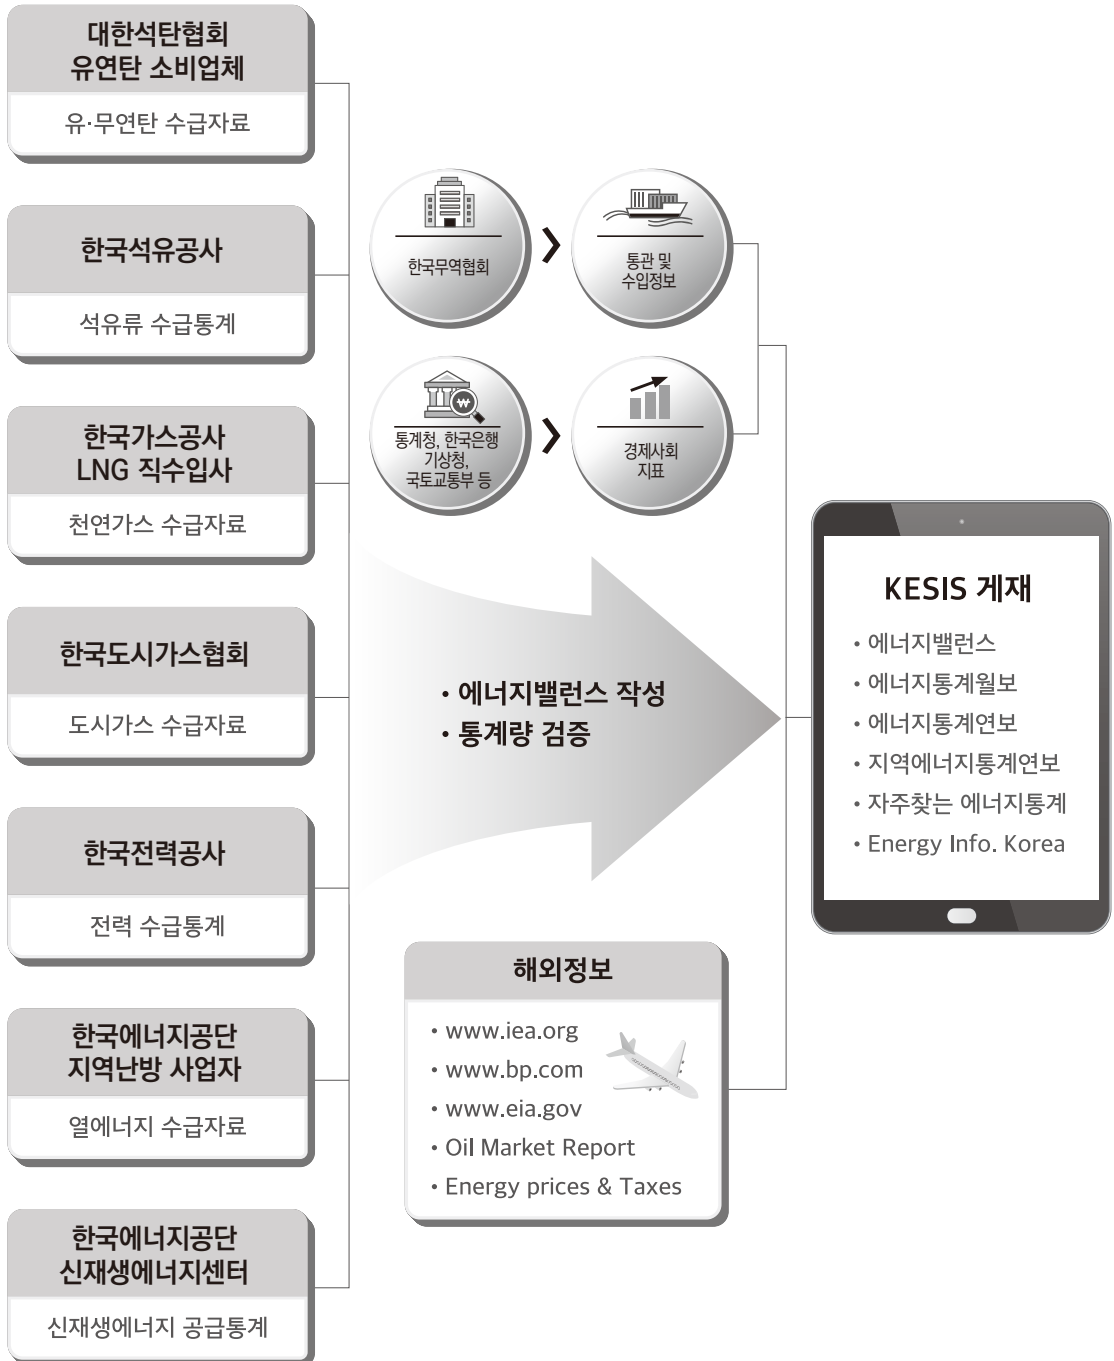 대한석탄협회
유연탄 소비업체
유·무연탄 수급자료
한국석유공사
석유류 수급통계
한국가스공사
LNG 직수입사
천연가스 수급자료
한국도시가스협회
도시가스 수급자료
한국전력공사
전력 수급통계
한국에너지공단
지역난방 사업자
열에너지 수급자료
한국에너지공단
신재생에너지센터
신재생에너지 공급통계
한국무역협회
통관 및
수입정보
통계청, 한국은행
기상청,
국토교통부 등
경제사회
지표
• 에너지밸런스 작성
• 통계량 검증
해외정보
• www.iea.org
• www.bp.com
• www.eia.gov
• Oil Market Report
• Energy prices & Taxes
KESIS 게재
• 에너지밸런스
• 에너지통계월보
• 에너지통계연보
• 지역에너지통계연보
• 자주찾는 에너지통계
• Energy Info. Korea